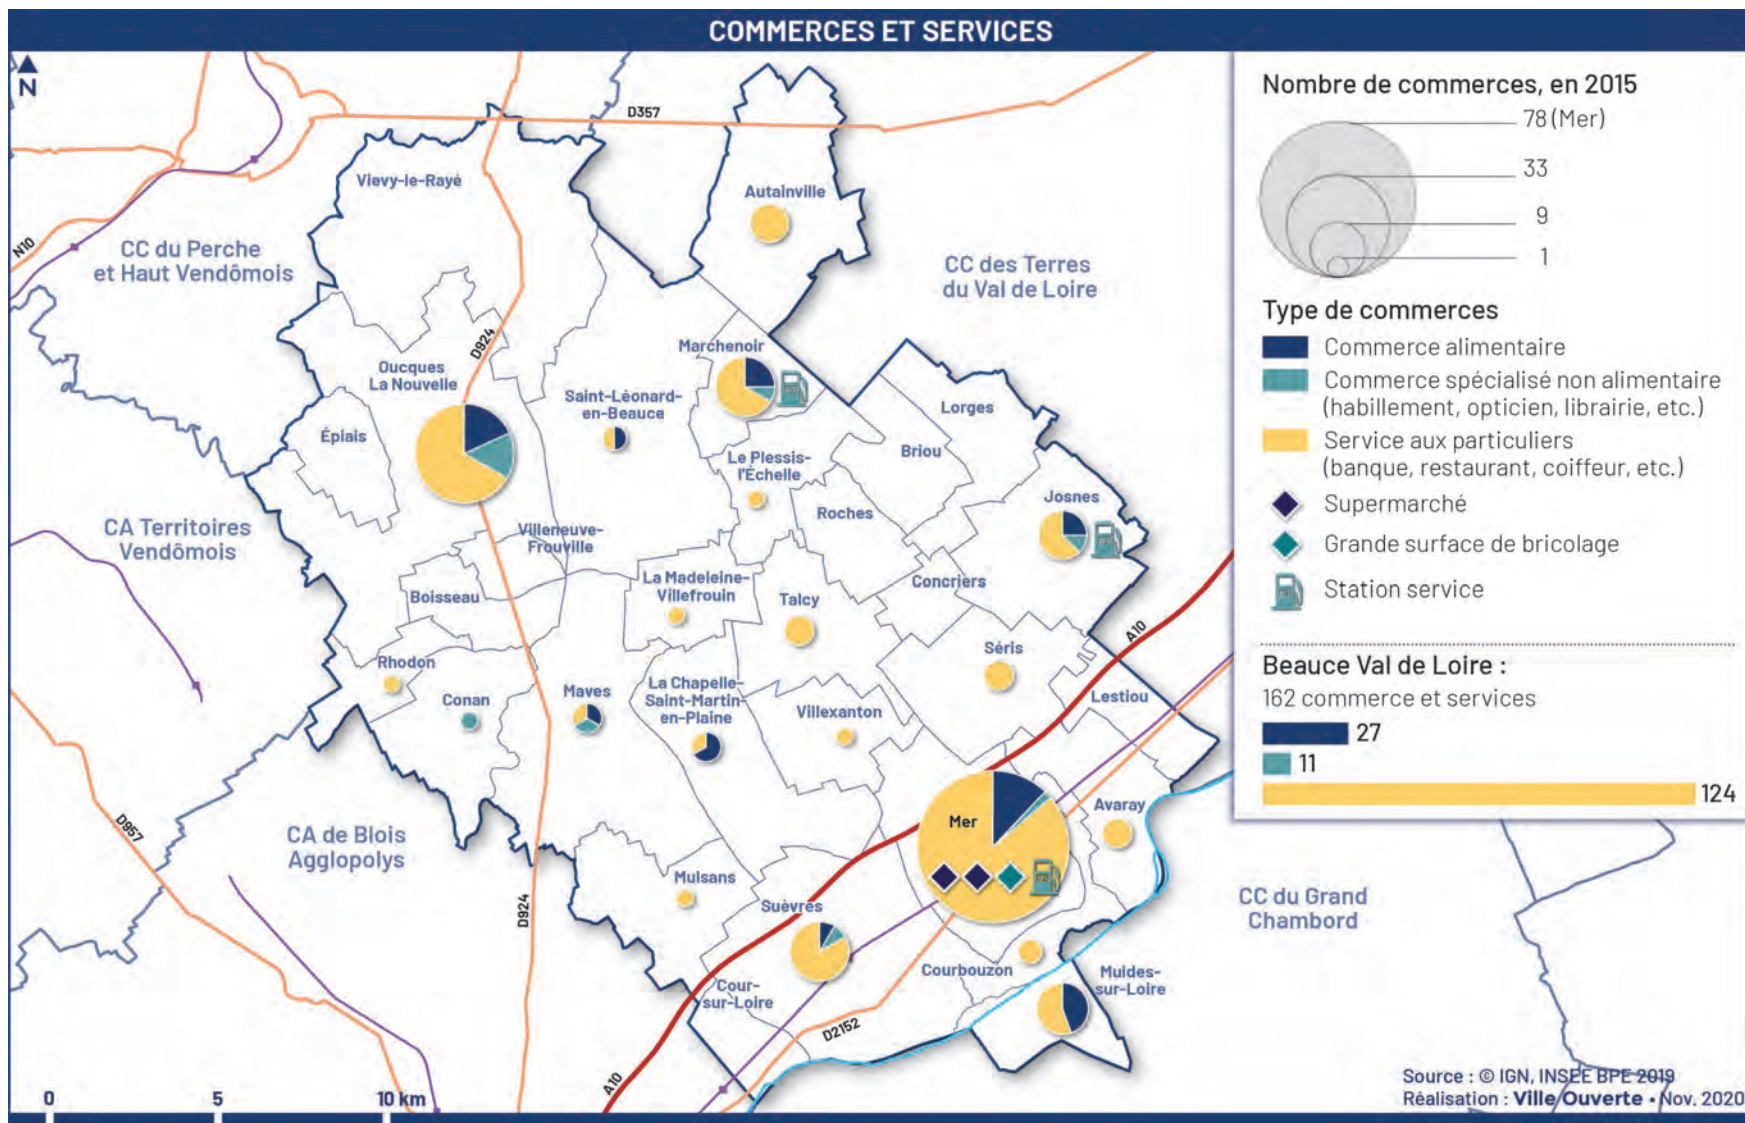 COMMERCES ET SERVICES
N
D357
Vievy-le-Rayé
Autainville
N10
CC du Perche
et Haut Vendômois
CC des Terres
du Val de Loire
D924
Marchenoir
Oucques
La Nouvelle
Saint-Léonard-
en-Beauce
Lorges
Épiais
Briou
Le Plessis-
l'Échelle
Josnes
Roches
CA Territoires
Vendômois
Villeneuve-
Frouville
La Madeleine-
Villefrouin
Concriers
Boisseau
Talcy
A10
Séris
Rhodon
Conan
Maves
La Chapelle-
Saint-Martin-
en-Plaine
Lestiou
Villexanton
Mer
Avaray
D957
CA de Blois
Agglopolys
Mulsans
D924
Suèvres
CC du Grand
Chambord
Courbouzon
Muides-
sur-Loire
Cour-
sur-Loire
D2152
A10
0 5 10 km
Nombre de commerces, en 2015
78 (Mer)
33
9
1
Type de commerces
Commerce alimentaire
Commerce spécialisé non alimentaire
(habillement, opticien, librairie, etc.)
Service aux particuliers
(banque, restaurant, coiffeur, etc.)
Supermarché
Grande surface de bricolage
Station service
Beauce Val de Loire :
162 commerce et services
27
11
124
Source : © IGN, INSEE BPE 2019
Réalisation : Ville Ouverte • Nov. 2020